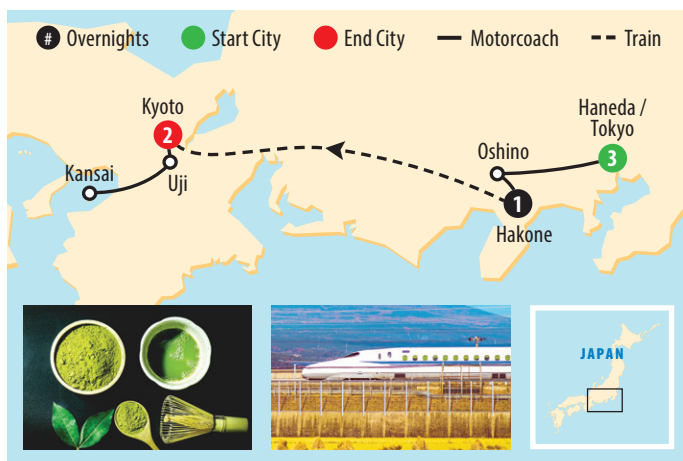 # Overnights Start City End City Motorcoach Train
Kyoto
2
Kansai
Uji
Haneda /
Tokyo
3
Oshino
1
Hakone
JAPAN